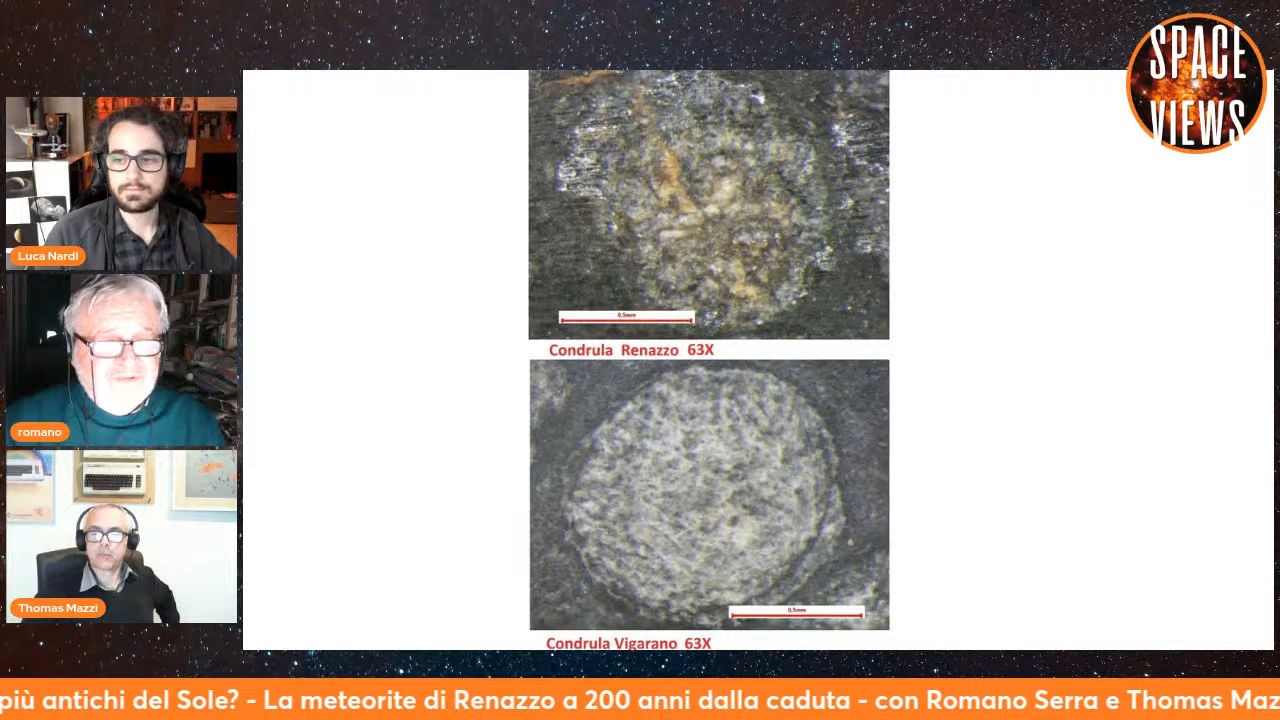 SPACE
VIEWS
Luca Nardi
romano
Thomas Mazzi
0,5mm
Condrula Renazzo 63X
0,5mm
Condrula Vigarano 63X
più antichi del Sole? - La meteorite di Renazzo a 200 anni dalla caduta - con Romano Serra e Thomas Maz